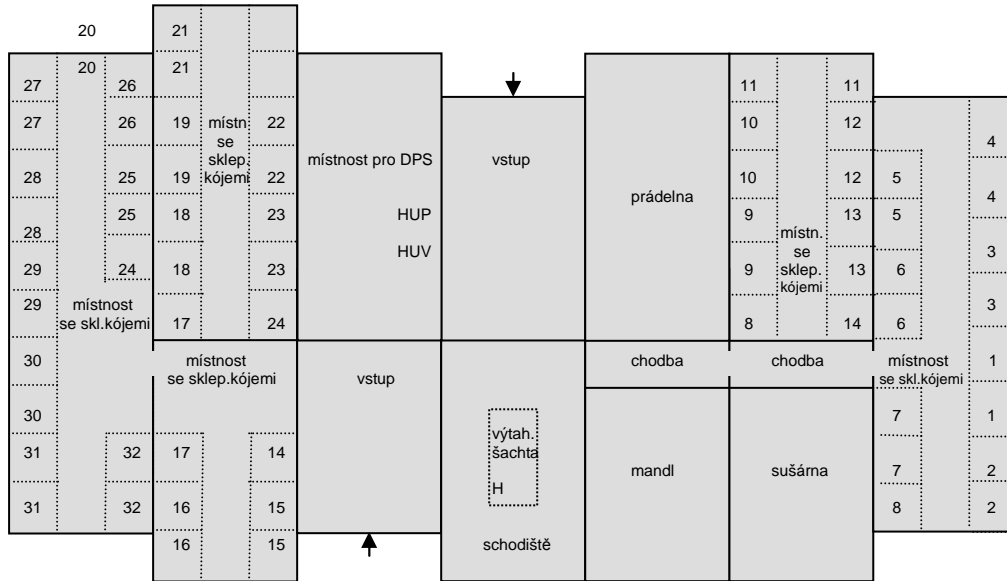 20
21
20
21
27
26
11
11
27
26
19
místn
se
sklep.
kójemi
22
místnost pro DPS
vstup
10
12
4
28
25
19
22
prádelna
10
12
5
4
28
25
18
23
HUP
HUV
9
13
místn.
se
sklep.
kójemi
5
3
29
24
18
23
9
13
6
3
29
místnost
se skl.kójemi
17
24
8
14
6
30
místnost
se sklep.kójemi
vstup
chodba
chodba
místnost
se skl.kójemi
1
30
7
1
31
32
17
14
výtah.
šachta
H
mandl
sušárna
7
2
31
32
16
15
8
2
16
15
schodiště